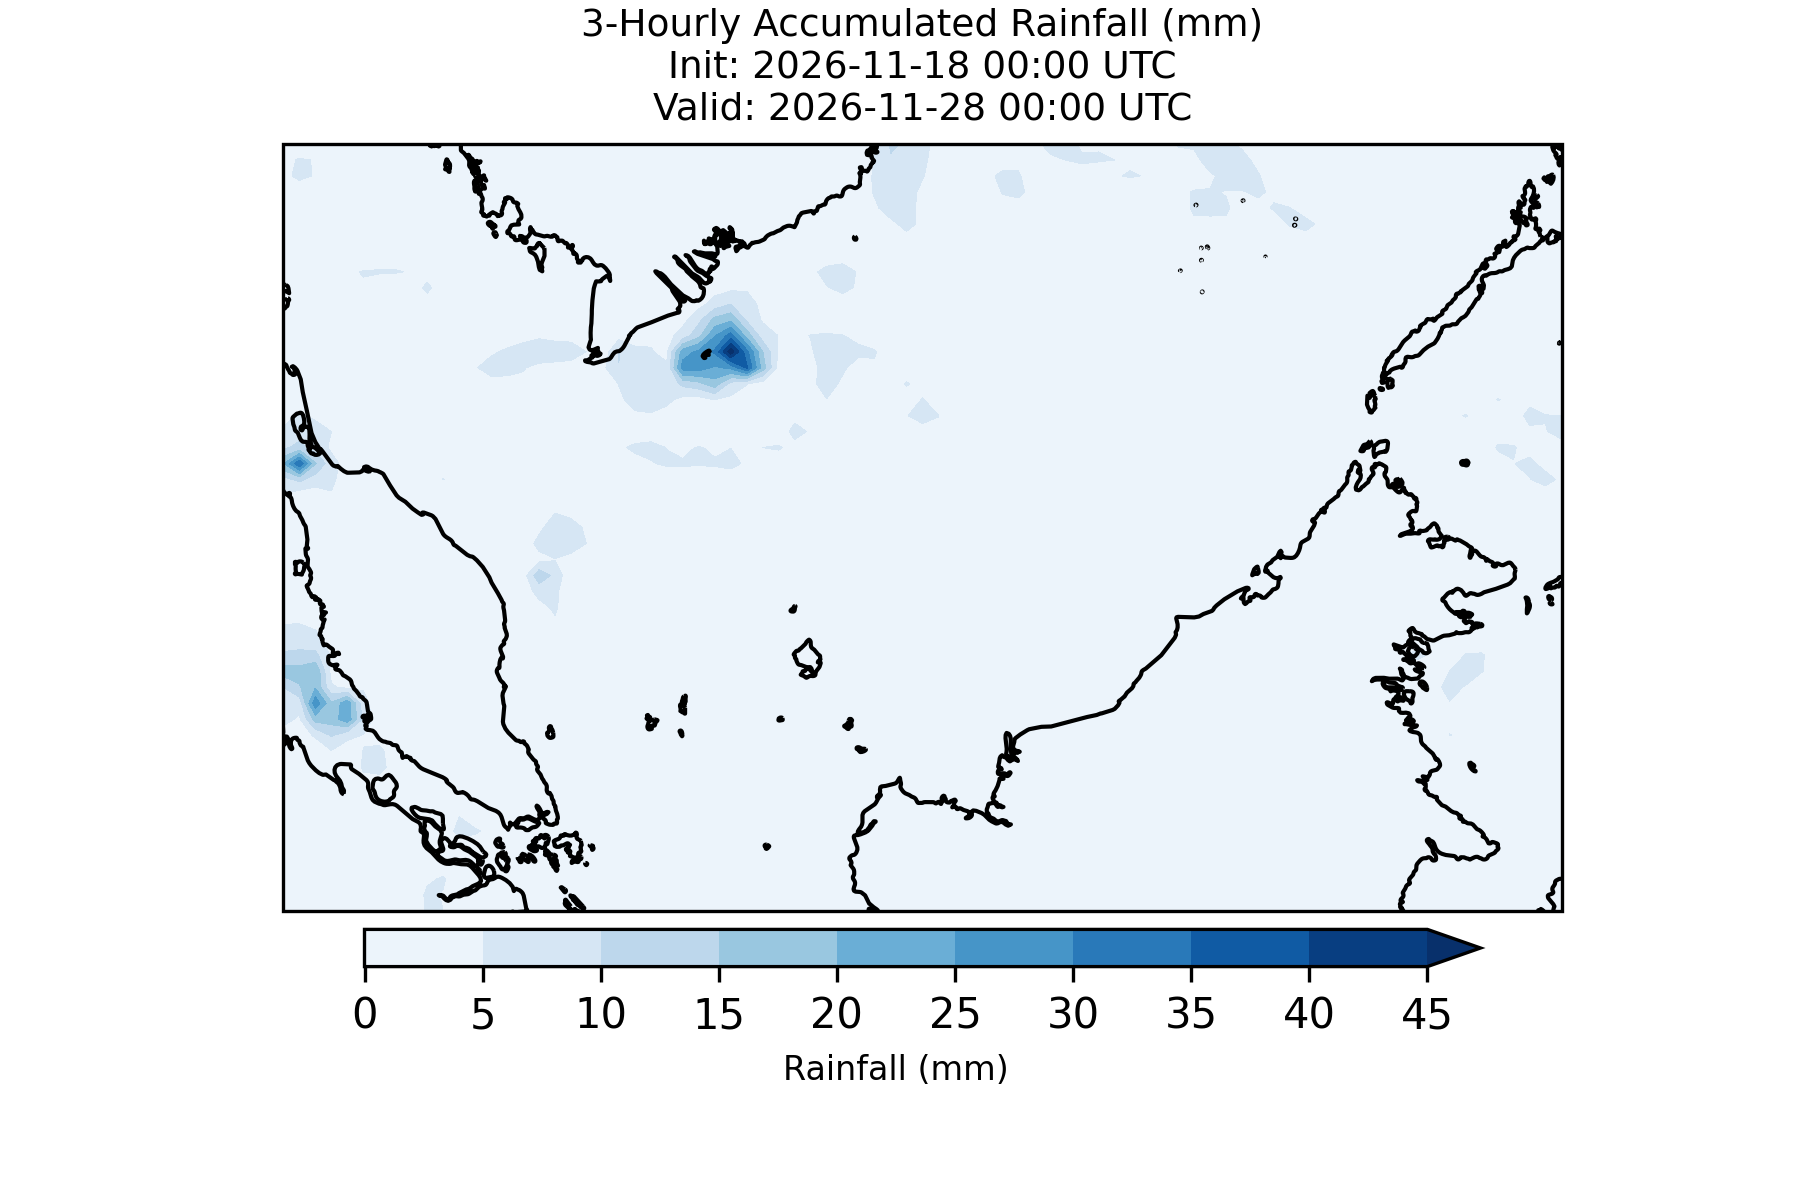 3-Hourly Accumulated Rainfall (mm)
Init: 2026-11-18 00:00 UTC
Valid: 2026-11-28 00:00 UTC
0 5 10 15 20 25 30 35 40 45
Rainfall (mm)